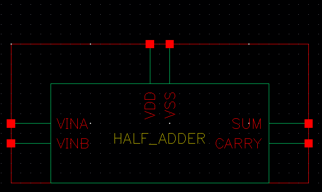 VDD
VSS
VINA
SUM
HALF_ADDER
VINB
CARRY